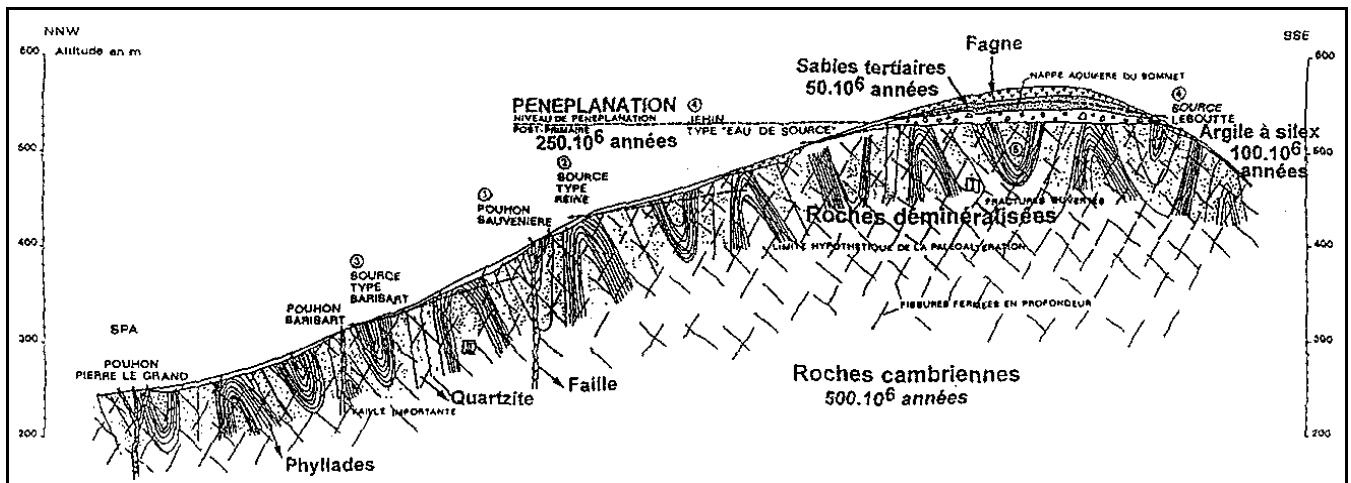 NNW
SSE
600 Altitude en m
600
Fagne
Sables tertiaires
50.10⁶ années
NAPPE AQUIFERE DU SOMMET
④
SOURCE
LEBOUTTE
PENEPLANATION
NIVEAU DE PENEPLANATION
POST-PRIMAIRE
250.10⁶ années
④
JEHIN
TYPE "EAU DE SOURCE"
Argile à silex
100.10⁶
années
500
500
②
SOURCE
TYPE
REINE
①
POUHON
SAUVENIERE
FRACTURES OUVERTES
Roches déminéralisées
400
400
LIMITE HYPOTHETIQUE DE LA PALEOALTERATION
③
SOURCE
TYPE
BARISART
FISSURES FERMEES EN PROFONDEUR
POUHON
BARISART
SPA
300
300
POUHON
PIERRE LE GRAND
Faille
Roches cambriennes
500.10⁶ années
Quartzite
FAILLE IMPORTANTE
200
200
Phyllades